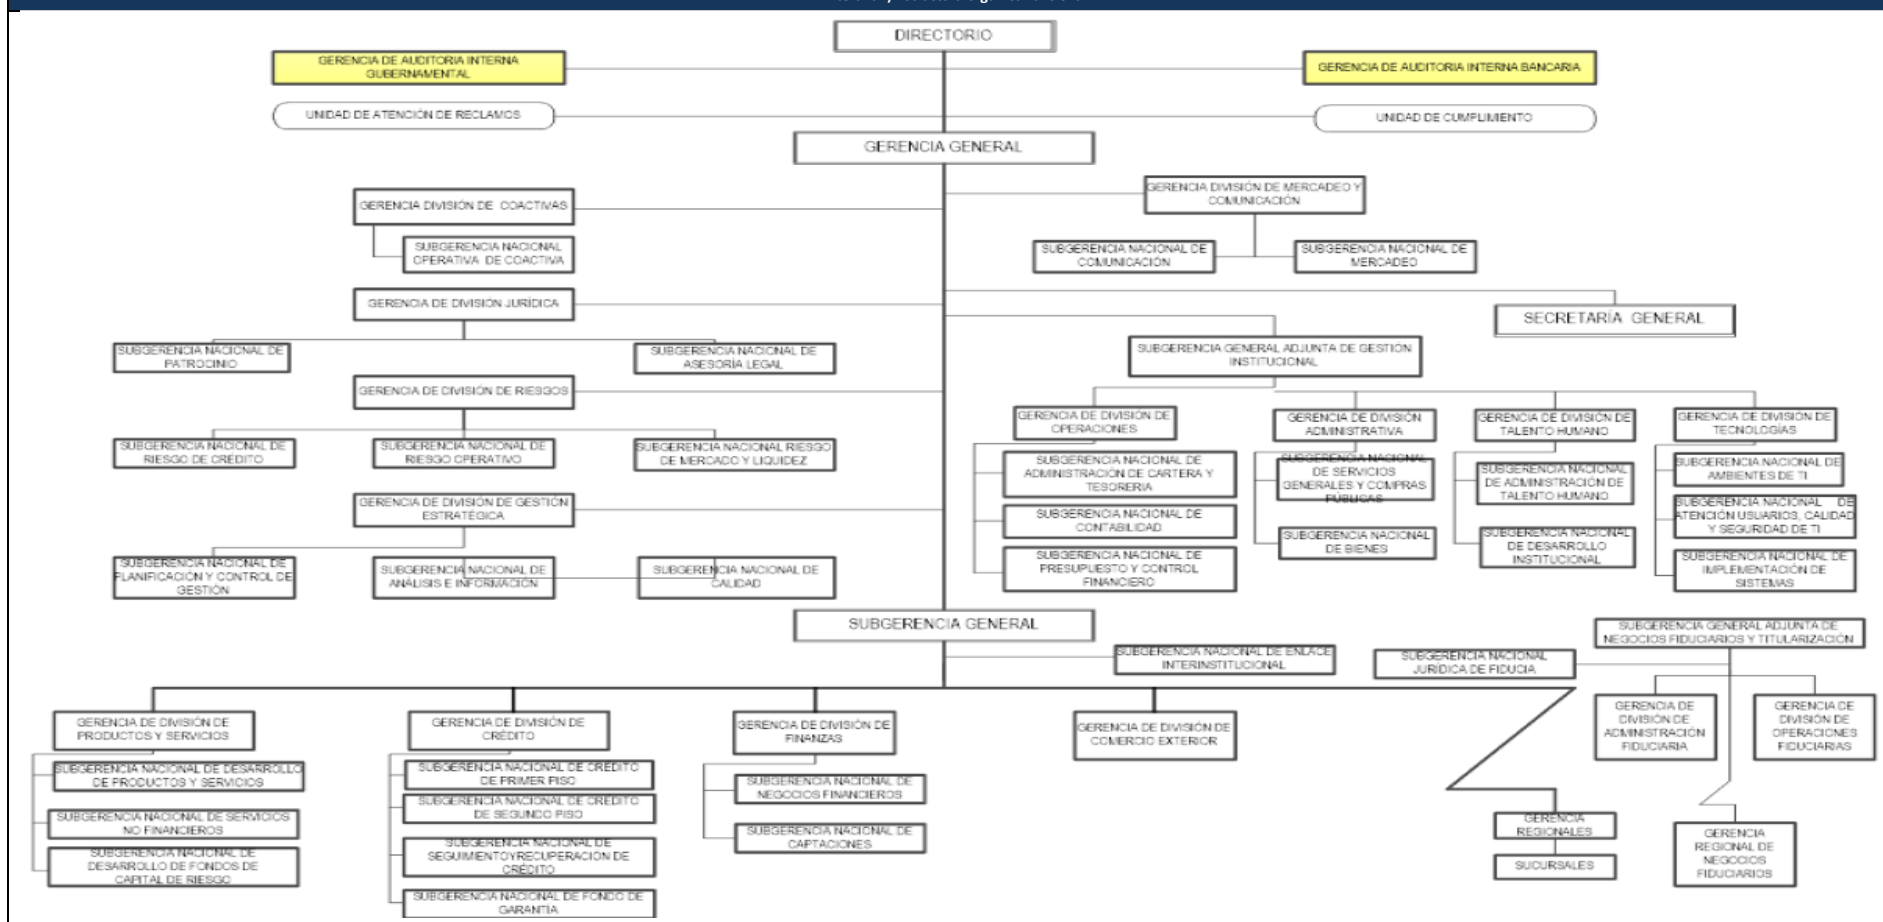 DIRECTORIO
GERENCIA DE AUDITORIA INTERNA
GUBERNAMENTAL
GERENCIA DE AUDITORIA INTERNA BANCARIA
UNIDAD DE ATENCIÓN DE RECLAMOS
UNIDAD DE CUMPLIMIENTO
GERENCIA GENERAL
GERENCIA DIVISIÓN DE COACTIVAS
SUBGERENCIA NACIONAL
OPERATIVA DE COACTIVA
GERENCIA DIVISIÓN DE MERCADEO Y
COMUNICACIÓN
SUBGERENCIA NACIONAL DE
COMUNICACIÓN
SUBGERENCIA NACIONAL DE
MERCADEO
GERENCIA DE DIVISION JURÍDICA
SUBGERENCIA NACIONAL DE
PATROCINIO
SUBGERENCIA NACIONAL DE
ASESORÍA LEGAL
SECRETARÍA GENERAL
SUBGERENCIA GENERAL ADJUNTA DE GESTIÓN
INSTITUCIONAL
GERENCIA DE DIVISIÓN DE RIESGOS
SUBGERENCIA NACIONAL DE
RIESGO DE CRÉDITO
SUBGERENCIA NACIONAL DE
RIESGO OPERATIVO
SUBGERENCIA NACIONAL RIESGO
DE MERCADO Y LIQUIDEZ
GERENCIA DE DIVISIÓN DE GESTIÓN
ESTRATÉGICA
SUBGERENCIA NACIONAL DE
PLANIFICACIÓN Y CONTROL DE
GESTIÓN
SUBGERENCIA NACIONAL DE
ANÁLISIS E INFORMACIÓN
SUBGERENCIA NACIONAL DE
CALIDAD
GERENCIA DE DIVISIÓN DE
OPERACIONES
SUBGERENCIA NACIONAL DE
ADMINISTRACIÓN DE CARTERA Y
TESORERIA
SUBGERENCIA NACIONAL DE
CONTABILIDAD
SUBGERENCIA NACIONAL DE
PRESUPUESTO Y CONTROL
FINANCIERO
GERENCIA DE DIVISIÓN
ADMINISTRATIVA
SUBGERENCIA NACIONAL
DE SERVICIOS
GENERALES Y COMPRAS
PÚBLICAS
SUBGERENCIA NACIONAL
DE BIENES
GERENCIA DE DIVISIÓN DE
TALENTO HUMANO
SUBGERENCIA NACIONAL
DE ADMINISTRACIÓN DE
TALENTO HUMANO
SUBGERENCIA NACIONAL
DE DESARROLLO
INSTITUCIONAL
GERENCIA DE DIVISIÓN DE
TECNOLOGÍAS
SUBGERENCIA NACIONAL DE
AMBIENTES DE TI
SUBGERENCIA NACIONAL DE
ATENCIÓN USUARIOS, CALIDAD
Y SEGURIDAD DE TI
SUBGERENCIA NACIONAL DE
IMPLEMENTACIÓN DE
SISTEMAS
SUBGERENCIA GENERAL
SUBGERENCIA NACIONAL DE ENLACE
INTERINSTITUCIONAL
SUBGERENCIA GENERAL ADJUNTA DE
NEGOCIOS FIDUCIARIOS Y TITULARIZACIÓN
SUBGERENCIA NACIONAL
JURÍDICA DE FIDUCIA
GERENCIA DE
DIVISIÓN DE
ADMINISTRACIÓN
FIDUCIARIA
GERENCIA DE
DIVISIÓN DE
OPERACIONES
FIDUCIARIAS
GERENCIA DE DIVISIÓN DE
PRODUCTOS Y SERVICIOS
SUBGERENCIA NACIONAL DE DESARROLLO
DE PRODUCTOS Y SERVICIOS
SUBGERENCIA NACIONAL DE SERVICIOS
NO FINANCIEROS
SUBGERENCIA NACIONAL DE
DESARROLLO DE FONDOS DE
CAPITAL DE RIESGO
GERENCIA DE DIVISIÓN DE
CRÉDITO
SUBGERENCIA NACIONAL DE CREDITO
DE PRIMER PISO
SUBGERENCIA NACIONAL DE CREDITO
DE SEGUNDO PISO
SUBGERENCIA NACIONAL DE
SEGUIMIENTOYRECUPERACION DE
CRÉDITO
SUBGERENCIA NACIONAL DE FONDO DE
GARANTÍA
GERENCIA DE DIVISIÓN DE
FINANZAS
SUBGERENCIA NACIONAL DE
NEGOCIOS FINANCIEROS
SUBGERENCIA NACIONAL DE
CAPTACIONES
GERENCIA DE DIVISIÓN DE
COMERCIO EXTERIOR
GERENCIA
REGIONALES
SUCURSALES
GERENCIA
REGIONAL DE
NEGOCIOS
FIDUCIARIOS